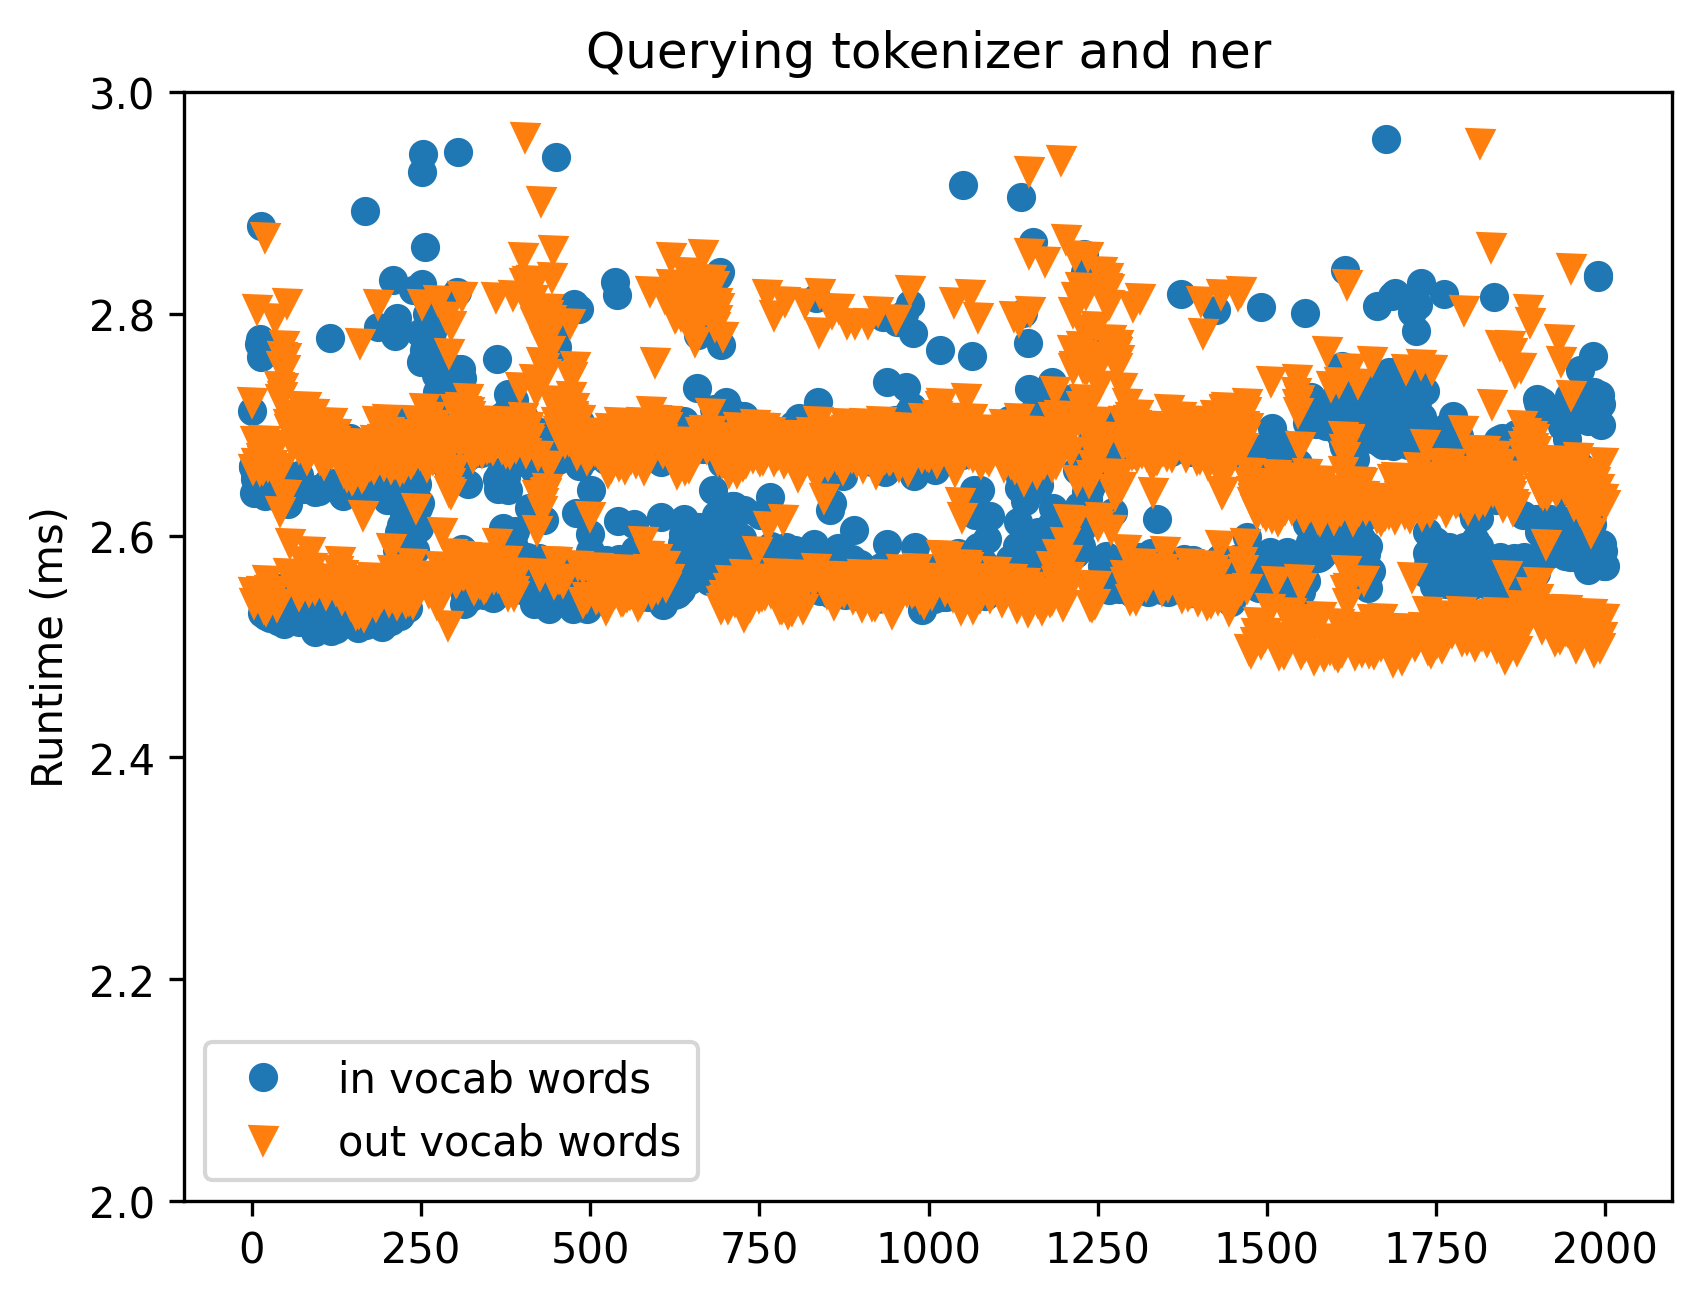 Querying tokenizer and ner
3.0
2.8
2.6
2.4
2.2
2.0
Runtime (ms)
in vocab words
out vocab words
0 250 500 750 1000 1250 1500 1750 2000